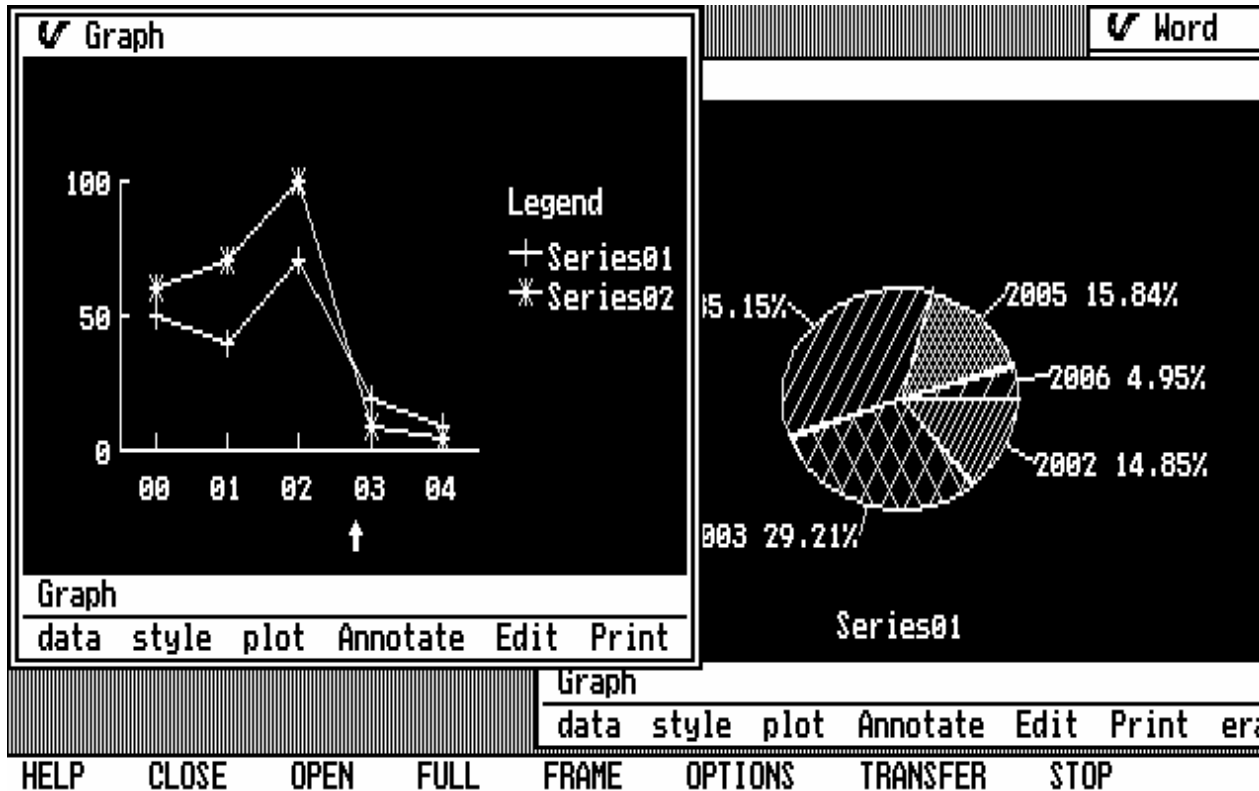 Graph
Word
100
50
0
00 01 02 03 04
Legend
Series01
Series02
Graph
data style plot Annotate Edit Print
5.15%
2005 15.84%
2006 4.95%
2002 14.85%
003 29.21%
Series01
Graph
data style plot Annotate Edit Print era
HELP CLOSE OPEN FULL FRAME OPTIONS TRANSFER STOP